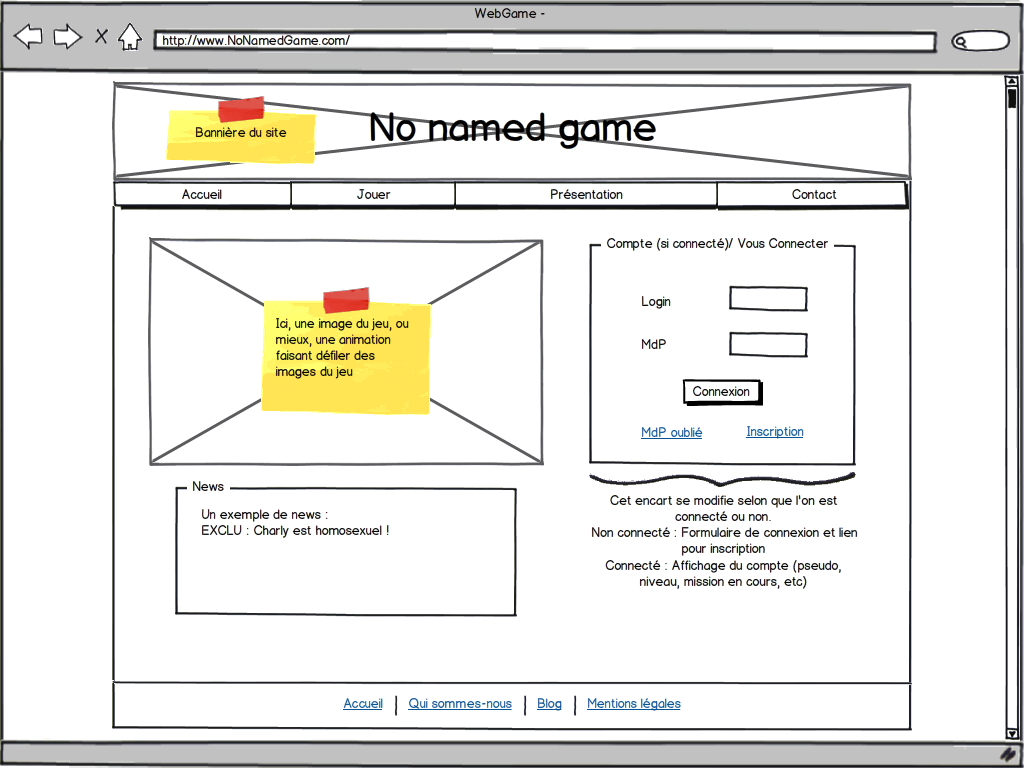 WebGame -
http://www.NoNamedGame.com/
Bannière du site
No named game
Accueil
Jouer
Présentation
Contact
Ici, une image du jeu, ou
mieux, une animation
faisant défiler des
images du jeu
Compte (si connecté)/ Vous Connecter
Login
MdP
Connexion
MdP oublié
Inscription
Cet encart se modifie selon que l'on est
connecté ou non.
Non connecté : Formulaire de connexion et lien
pour inscription
Connecté : Affichage du compte (pseudo,
niveau, mission en cours, etc)
News
Un exemple de news :
EXCLU : Charly est homosexuel !
Accueil
Qui sommes-nous
Blog
Mentions légales